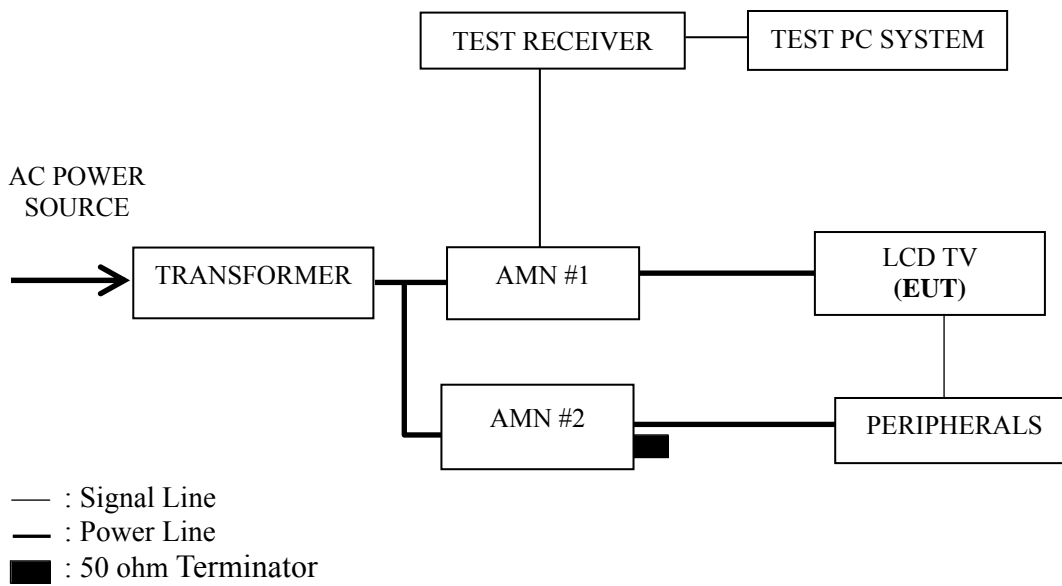 TEST RECEIVER
TEST PC SYSTEM
AC POWER
SOURCE
TRANSFORMER
AMN #1
LCD TV
(EUT)
AMN #2
PERIPHERALS
: Signal Line
: Power Line
: 50 ohm Terminator